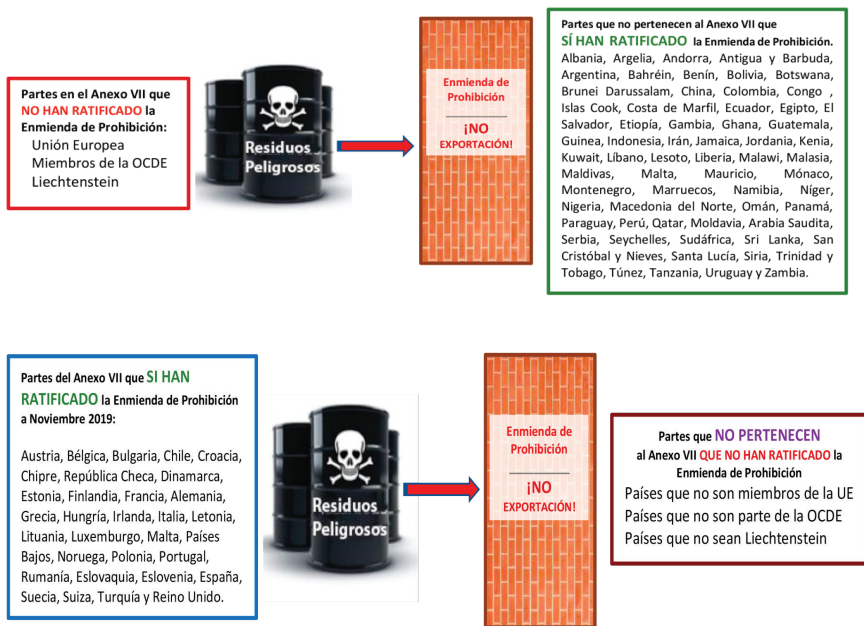 Partes en el Anexo VII que
NO HAN RATIFICADO la
Enmienda de Prohibición:
Unión Europea
Miembros de la OCDE
Liechtenstein
Residuos
Peligrosos
Enmienda de
Prohibición
¡NO
EXPORTACIÓN!
Partes que no pertenecen al Anexo VII que
SÍ HAN RATIFICADO la Enmienda de Prohibición.
Albania, Argelia, Andorra, Antigua y Barbuda,
Argentina, Bahréin, Benín, Bolivia, Botswana,
Brunei Darussalam, China, Colombia, Congo ,
Islas Cook, Costa de Marfil, Ecuador, Egipto, El
Salvador, Etiopía, Gambia, Ghana, Guatemala,
Guinea, Indonesia, Irán, Jamaica, Jordania, Kenia,
Kuwait, Líbano, Lesoto, Liberia, Malawi, Malasia,
Maldivas, Malta, Mauricio, Mónaco,
Montenegro, Marruecos, Namibia, Níger,
Nigeria, Macedonia del Norte, Omán, Panamá,
Paraguay, Perú, Qatar, Moldavia, Arabia Saudita,
Serbia, Seychelles, Sudáfrica, Sri Lanka, San
Cristóbal y Nieves, Santa Lucía, Siria, Trinidad y
Tobago, Túnez, Tanzania, Uruguay y Zambia.
Partes del Anexo VII que SI HAN
RATIFICADO la Enmienda de Prohibición
a Noviembre 2019:
Austria, Bélgica, Bulgaria, Chile, Croacia,
Chipre, República Checa, Dinamarca,
Estonia, Finlandia, Francia, Alemania,
Grecia, Hungría, Irlanda, Italia, Letonia,
Lituania, Luxemburgo, Malta, Países
Bajos, Noruega, Polonia, Portugal,
Rumanía, Eslovaquia, Eslovenia, España,
Suecia, Suiza, Turquía y Reino Unido.
Residuos
Peligrosos
Enmienda de
Prohibición
¡NO
EXPORTACIÓN!
Partes que NO PERTENECEN
al Anexo VII QUE NO HAN RATIFICADO la
Enmienda de Prohibición
Países que no son miembros de la UE
Países que no son parte de la OCDE
Países que no sean Liechtenstein